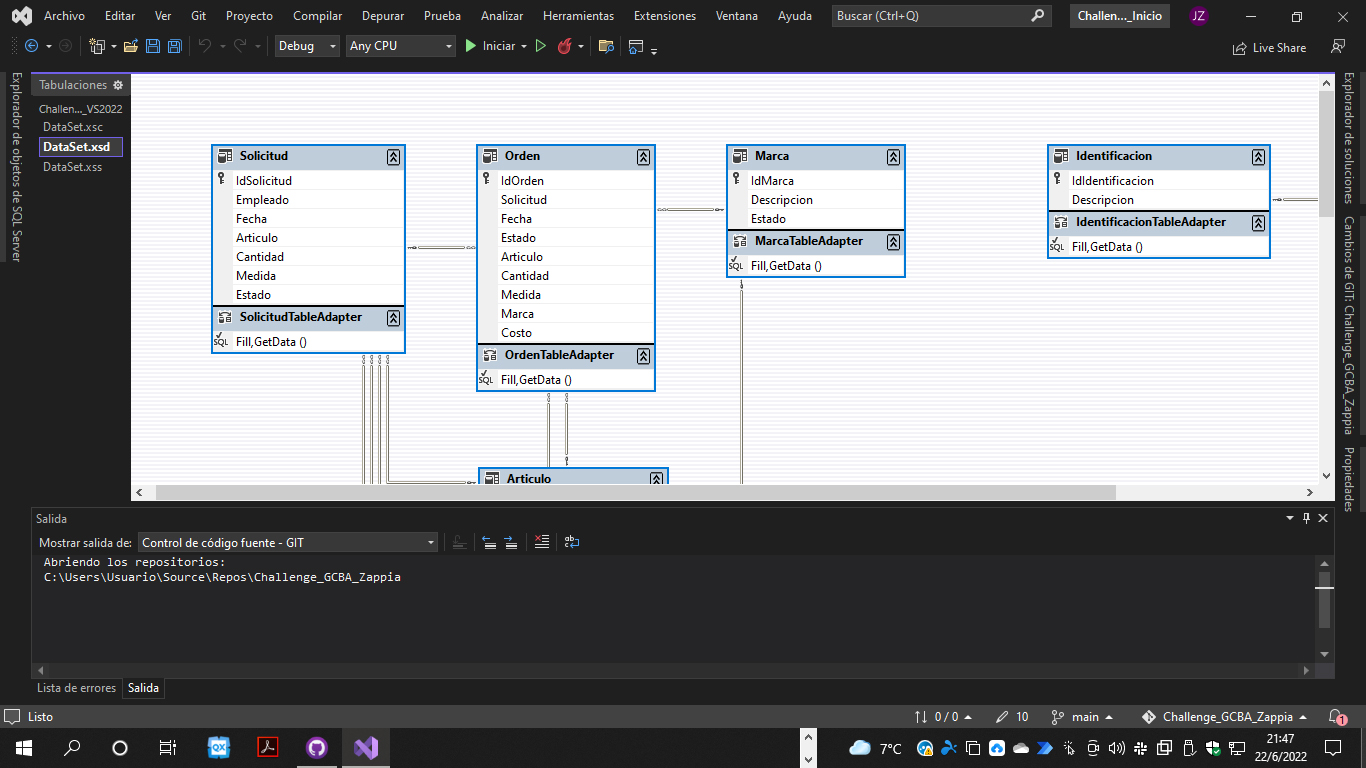 Archivo Editar Ver Git Proyecto Compilar Depurar Prueba Analizar Herramientas Extensiones Ventana Ayuda Buscar (Ctrl+Q) Challen..._Inicio JZ
Debug Any CPU Iniciar Live Share
Explorador de objetos de SQL Server
Tabulaciones
Challen..._VS2022
DataSet.xsc
DataSet.xsd
DataSet.xss
Solicitud
IdSolicitud
Empleado
Fecha
Articulo
Cantidad
Medida
Estado
SolicitudTableAdapter
SQL Fill,GetData ()
Orden
IdOrden
Solicitud
Fecha
Estado
Articulo
Cantidad
Medida
Marca
Costo
OrdenTableAdapter
SQL Fill,GetData ()
Marca
IdMarca
Descripcion
Estado
MarcaTableAdapter
SQL Fill,GetData ()
Identificacion
IdIdentificacion
Descripcion
IdentificacionTableAdapter
SQL Fill,GetData ()
Articulo
Explorador de soluciones
Cambios de GIT: Challenge_GCBA_Zappia
Propiedades
Salida
Mostrar salida de: Control de código fuente - GIT
Abriendo los repositorios:
C:\Users\Usuario\Source\Repos\Challenge_GCBA_Zappia
Lista de errores Salida
Listo 0 / 0 10 main Challenge_GCBA_Zappia 1
QX 7°C 21:47
22/6/2022